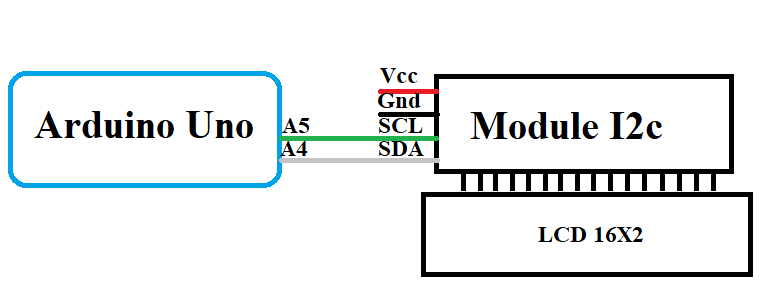 Vcc
Gnd
Arduino Uno
A5
SCL
Module I2c
A4
SDA
LCD 16X2